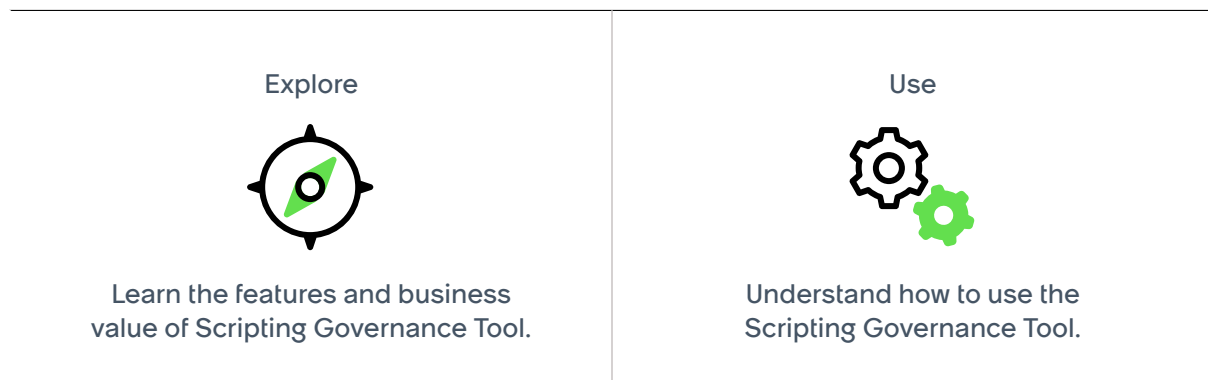 Explore
Learn the features and business
value of Scripting Governance Tool.
Use
Understand how to use the
Scripting Governance Tool.